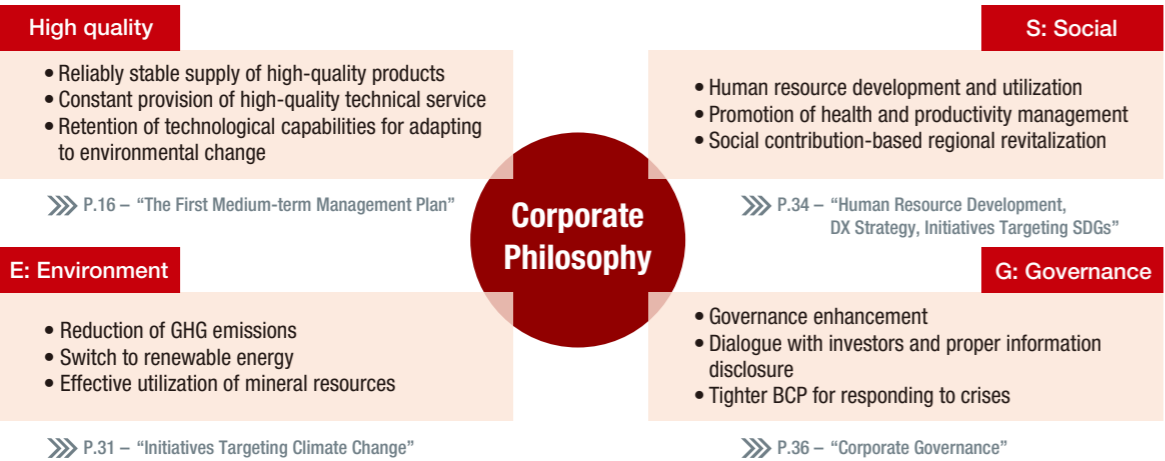 High quality
• Reliably stable supply of high-quality products
• Constant provision of high-quality technical service
• Retention of technological capabilities for adapting
to environmental change
P.16 – “The First Medium-term Management Plan”
S: Social
• Human resource development and utilization
• Promotion of health and productivity management
• Social contribution-based regional revitalization
P.34 – “Human Resource Development,
DX Strategy, Initiatives Targeting SDGs”
Corporate
Philosophy
E: Environment
• Reduction of GHG emissions
• Switch to renewable energy
• Effective utilization of mineral resources
P.31 – “Initiatives Targeting Climate Change”
G: Governance
• Governance enhancement
• Dialogue with investors and proper information
disclosure
• Tighter BCP for responding to crises
P.36 – “Corporate Governance”